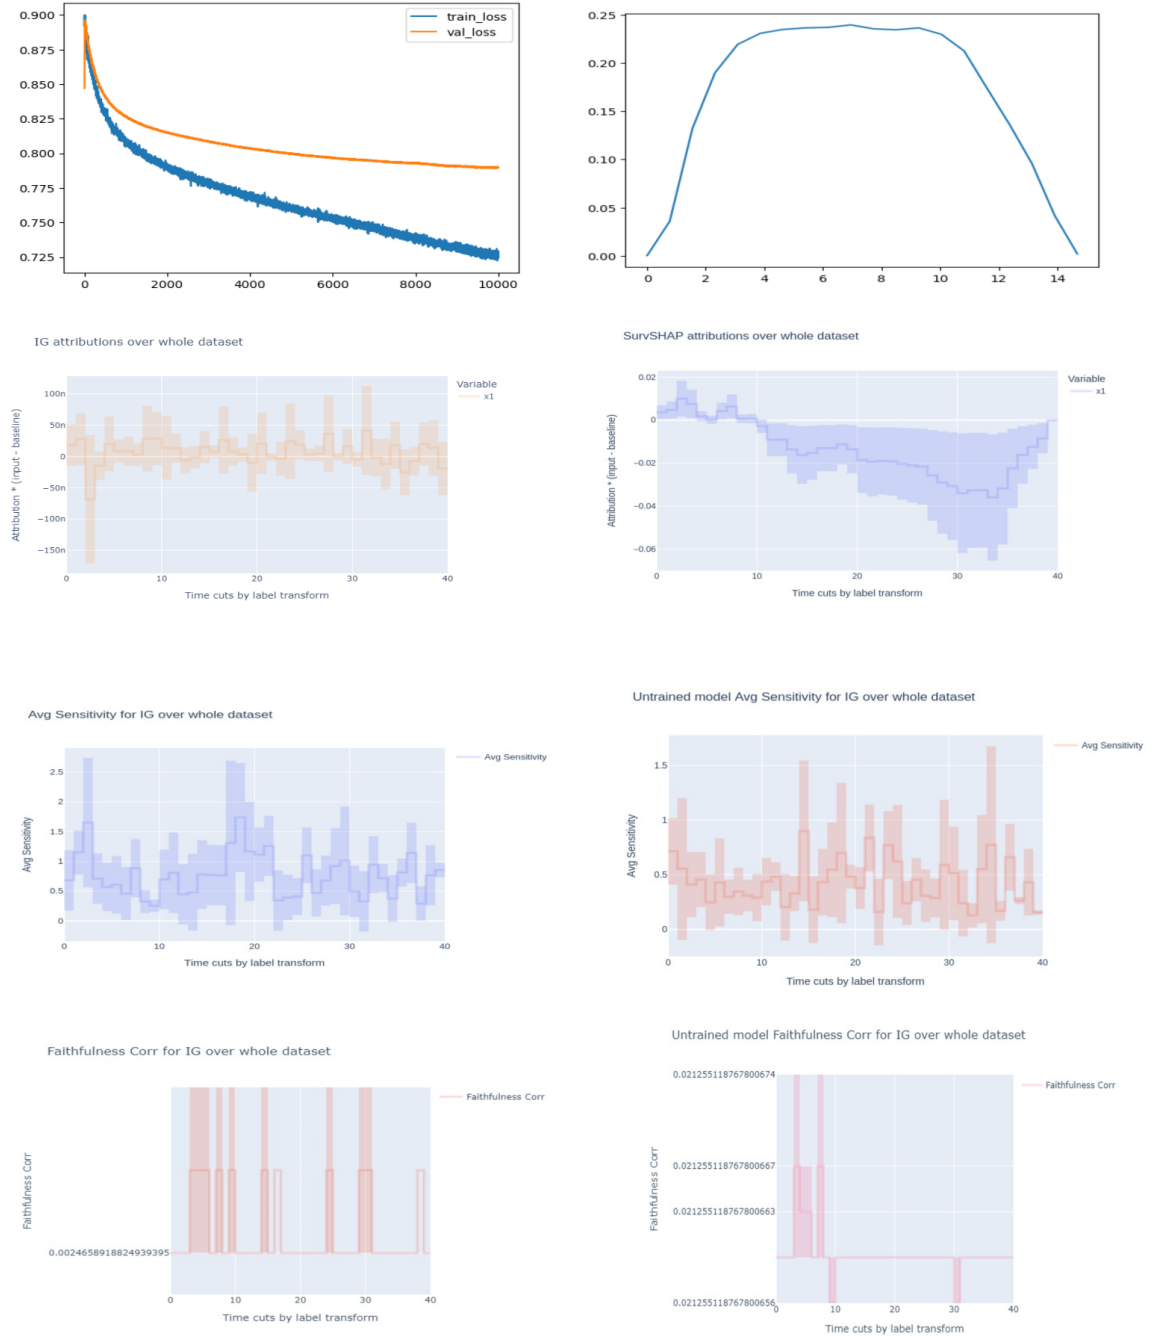 0.900
0.875
0.850
0.825
0.800
0.775
0.750
0.725
train_loss
val_loss
0 2000 4000 6000 8000 10000
0.25
0.20
0.15
0.10
0.05
0.00
0 2 4 6 8 10 12 14
IG attributions over whole dataset
Attribution * (input - baseline)
100n
50n
0
−50n
−100n
−150n
0 10 20 30 40
Time cuts by label transform
Variable
x1
SurvSHAP attributions over whole dataset
Attribution * (input - baseline)
0.02
0
−0.02
−0.04
−0.06
0 10 20 30 40
Time cuts by label transform
Variable
x1
Avg Sensitivity for IG over whole dataset
Avg Sensitivity
2.5
2
1.5
1
0.5
0
0 10 20 30 40
Time cuts by label transform
Avg Sensitivity
Untrained model Avg Sensitivity for IG over whole dataset
Avg Sensitivity
1.5
1
0.5
0
0 10 20 30 40
Time cuts by label transform
Avg Sensitivity
Faithfulness Corr for IG over whole dataset
Faithfulness Corr
0.0024658918824939395
0 10 20 30 40
Time cuts by label transform
Faithfulness Corr
Untrained model Faithfulness Corr for IG over whole dataset
Faithfulness Corr
0.021255118767800674
0.021255118767800667
0.021255118767800663
0.021255118767800656
0 10 20 30 40
Time cuts by label transform
Faithfulness Corr